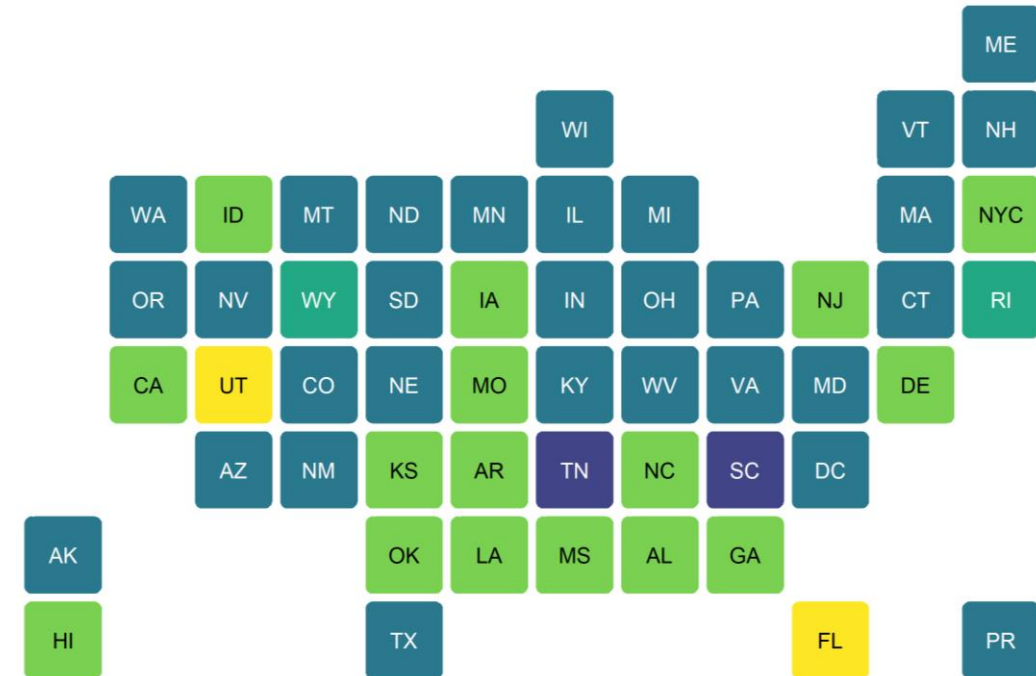 ME
WI VT NH
WA ID MT ND MN IL MI MA NYC
OR NV WY SD IA IN OH PA NJ CT RI
CA UT CO NE MO KY WV VA MD DE
AZ NM KS AR TN NC SC DC
AK OK LA MS AL GA
HI TX FL PR